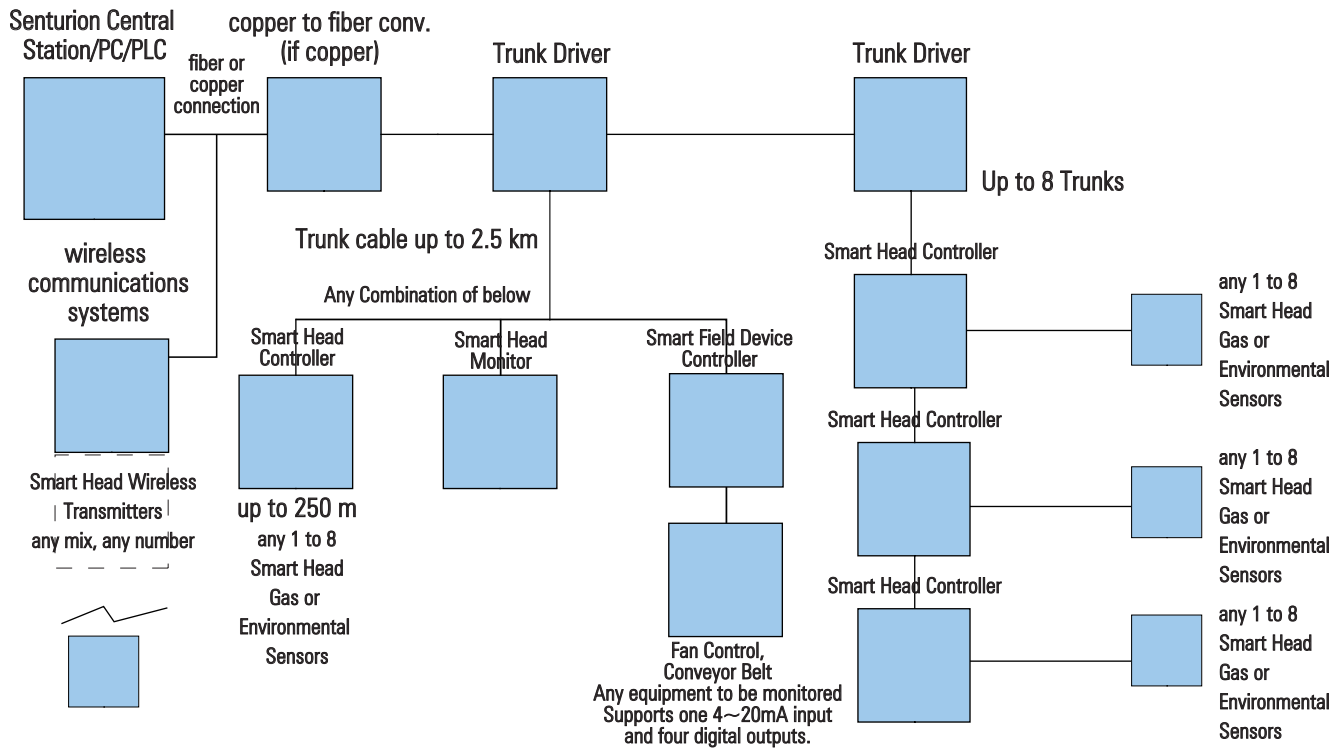 Senturion Central
Station/PC/PLC
fiber or
copper
connection
copper to fiber conv.
(if copper)
Trunk Driver
Trunk Driver
Up to 8 Trunks
wireless
communications
systems
Trunk cable up to 2.5 km
Any Combination of below
Smart Head
Controller
Smart Head
Monitor
Smart Field Device
Controller
Smart Head Controller
any 1 to 8
Smart Head
Gas or
Environmental
Sensors
Smart Head Controller
any 1 to 8
Smart Head
Gas or
Environmental
Sensors
Smart Head Controller
any 1 to 8
Smart Head
Gas or
Environmental
Sensors
Smart Head Wireless
Transmitters
any mix, any number
up to 250 m
any 1 to 8
Smart Head
Gas or
Environmental
Sensors
Fan Control,
Conveyor Belt
Any equipment to be monitored
Supports one 4~20mA input
and four digital outputs.